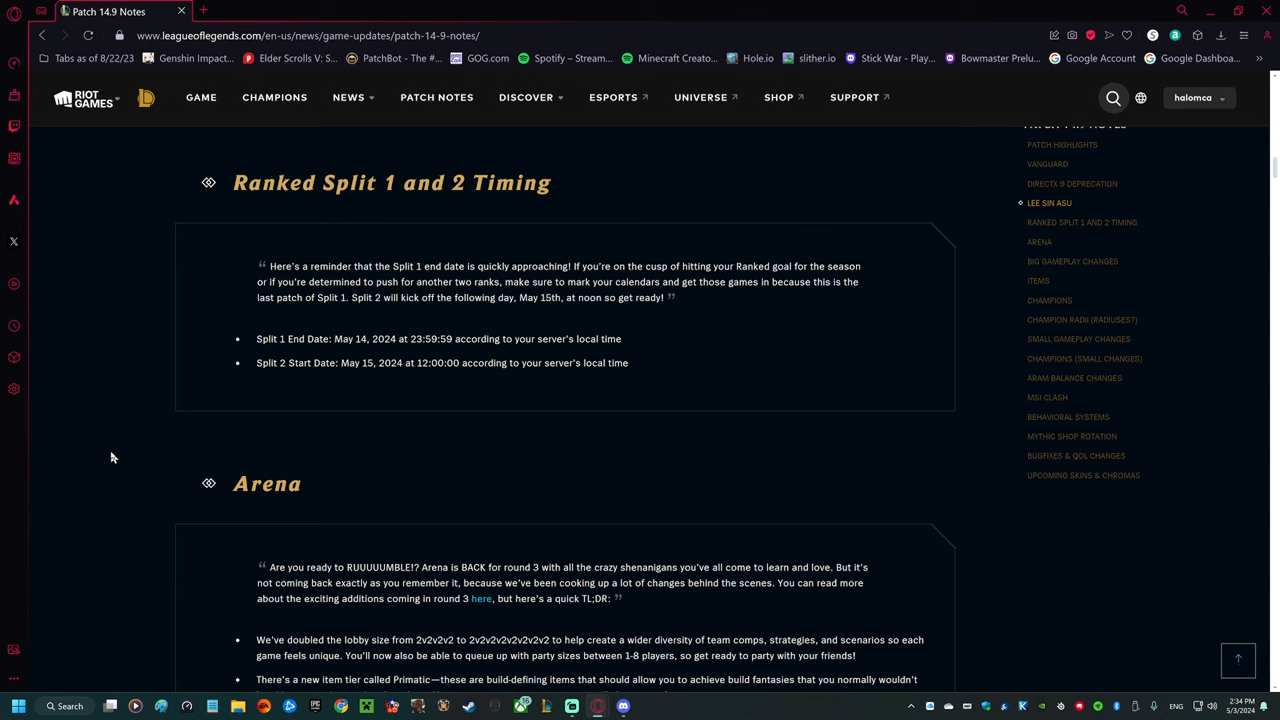 Patch 14.9 Notes
www.leagueoflegends.com/en-us/news/game-updates/patch-14-9-notes/
Tabs as of 8/22/23
Genshin Impact...
Elder Scrolls V: S...
PatchBot - The #...
GOG.com
Spotify – Stream...
Minecraft Creato...
Hole.io
slither.io
Stick War - Play...
Bowmaster Prelu...
Google Account
Google Dashboa...
RIOT GAMES
GAME
CHAMPIONS
NEWS
PATCH NOTES
DISCOVER
ESPORTS
UNIVERSE
SHOP
SUPPORT
halomca
Ranked Split 1 and 2 Timing
“ Here's a reminder that the Split 1 end date is quickly approaching! If you're on the cusp of hitting your Ranked goal for the season
or if you're determined to push for another two ranks, make sure to mark your calendars and get those games in because this is the
last patch of Split 1. Split 2 will kick off the following day, May 15th, at noon so get ready! ”
• Split 1 End Date: May 14, 2024 at 23:59:59 according to your server's local time
• Split 2 Start Date: May 15, 2024 at 12:00:00 according to your server's local time
Arena
“ Are you ready to RUUUUUMBLE!? Arena is BACK for round 3 with all the crazy shenanigans you've all come to learn and love. But it's
not coming back exactly as you remember it, because we've been cooking up a lot of changes behind the scenes. You can read more
about the exciting additions coming in round 3 here, but here's a quick TL;DR: ”
• We've doubled the lobby size from 2v2v2v2 to 2v2v2v2v2v2v2v2 to help create a wider diversity of team comps, strategies, and scenarios so each
game feels unique. You'll now also be able to queue up with party sizes between 1-8 players, so get ready to party with your friends!
• There's a new item tier called Primatic—these are build-defining items that should allow you to achieve build fantasies that you normally wouldn't
PATCH 14.9 NOTES
PATCH HIGHLIGHTS
VANGUARD
DIRECTX 9 DEPRECATION
LEE SIN ASU
RANKED SPLIT 1 AND 2 TIMING
ARENA
BIG GAMEPLAY CHANGES
ITEMS
CHAMPIONS
CHAMPION RADII (RADIUSES?)
SMALL GAMEPLAY CHANGES
CHAMPIONS (SMALL CHANGES)
ARAM BALANCE CHANGES
MSI CLASH
BEHAVIORAL SYSTEMS
MYTHIC SHOP ROTATION
BUGFIXES & QOL CHANGES
UPCOMING SKINS & CHROMAS
Search
16
2:34 PM
5/3/2024